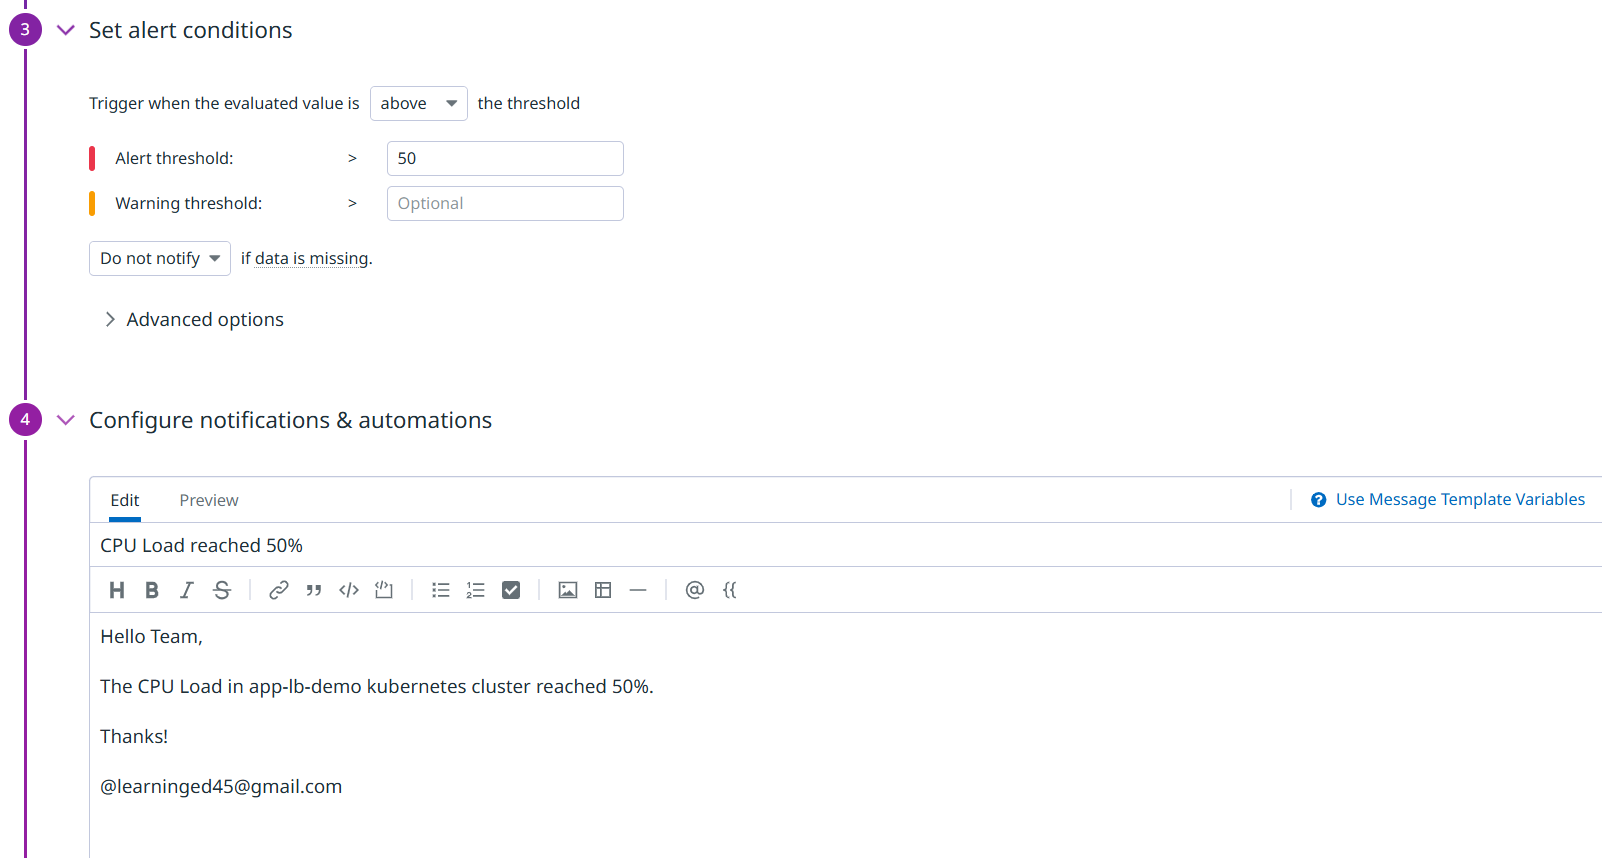 3 Set alert conditions
Trigger when the evaluated value is above the threshold
Alert threshold: > 50
Warning threshold: > Optional
Do not notify if data is missing.
Advanced options
4 Configure notifications & automations
Edit Preview ? Use Message Template Variables
CPU Load reached 50%
H B I S </> @ {{
Hello Team,
The CPU Load in app-lb-demo kubernetes cluster reached 50%.
Thanks!
@learninged45@gmail.com